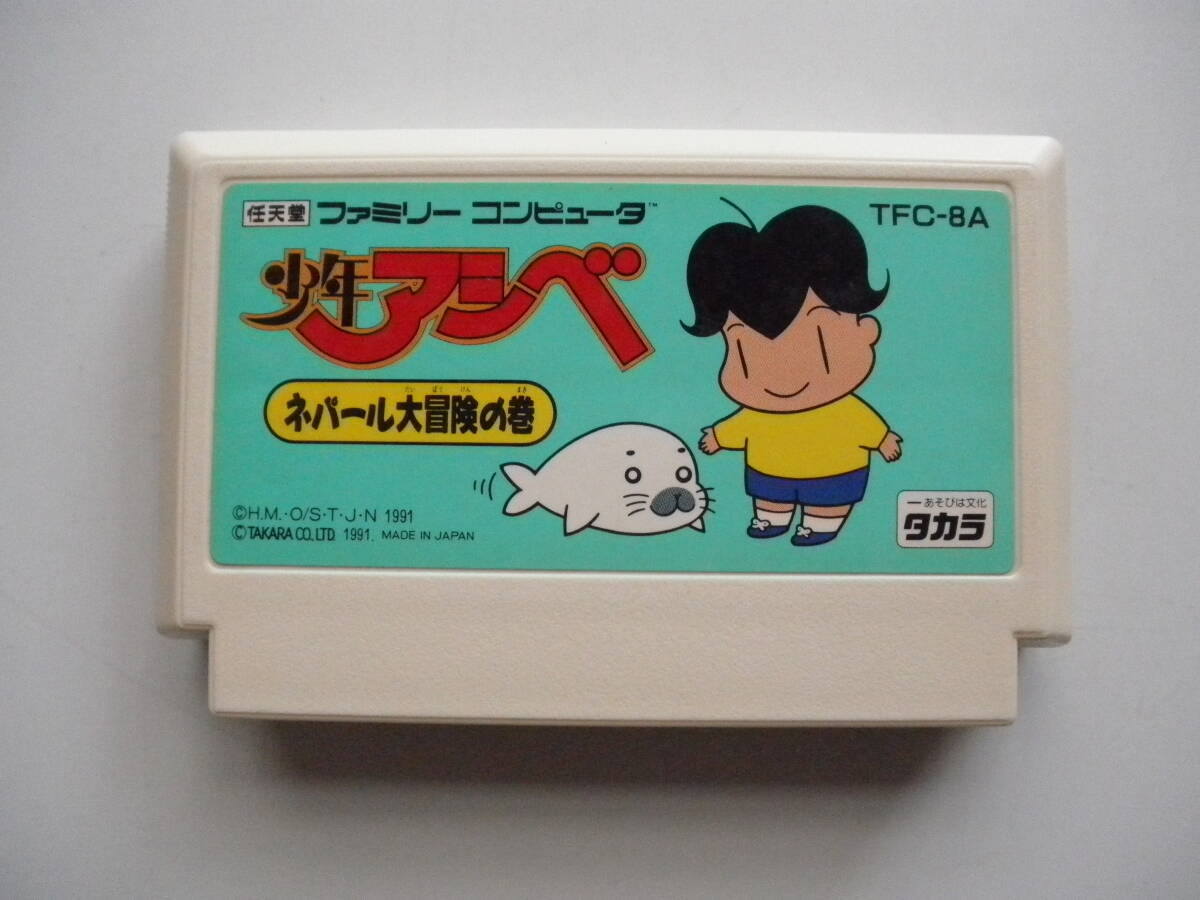 任天堂 ファミリー コンピュータ™
TFC-8A
少年アシベ
だい ぼう けん まき
ネパール大冒険の巻
©H.M.・O/S・T・J・N 1991
©TAKARA CO.,LTD. 1991. MADE IN JAPAN
あそびは文化
タカラ